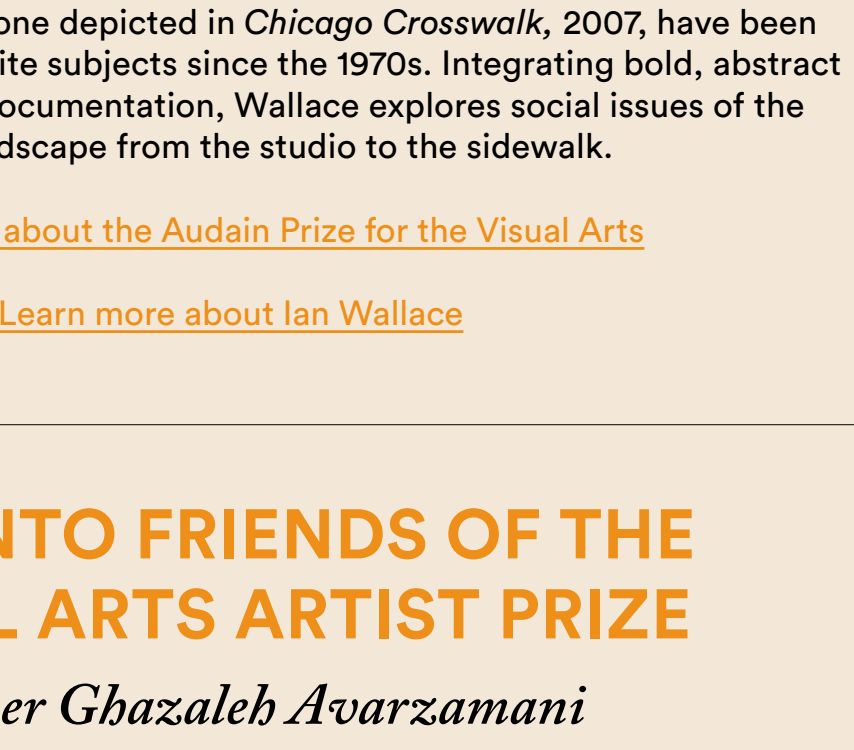 one depicted in Chicago Crosswalk, 2007, have been
ite subjects since the 1970s. Integrating bold, abstract
ocumentation, Wallace explores social issues of the
dscape from the studio to the sidewalk.
about the Audain Prize for the Visual Arts
Learn more about Ian Wallace
NTO FRIENDS OF THE
L ARTS ARTIST PRIZE
er Ghazaleh Avarzamani